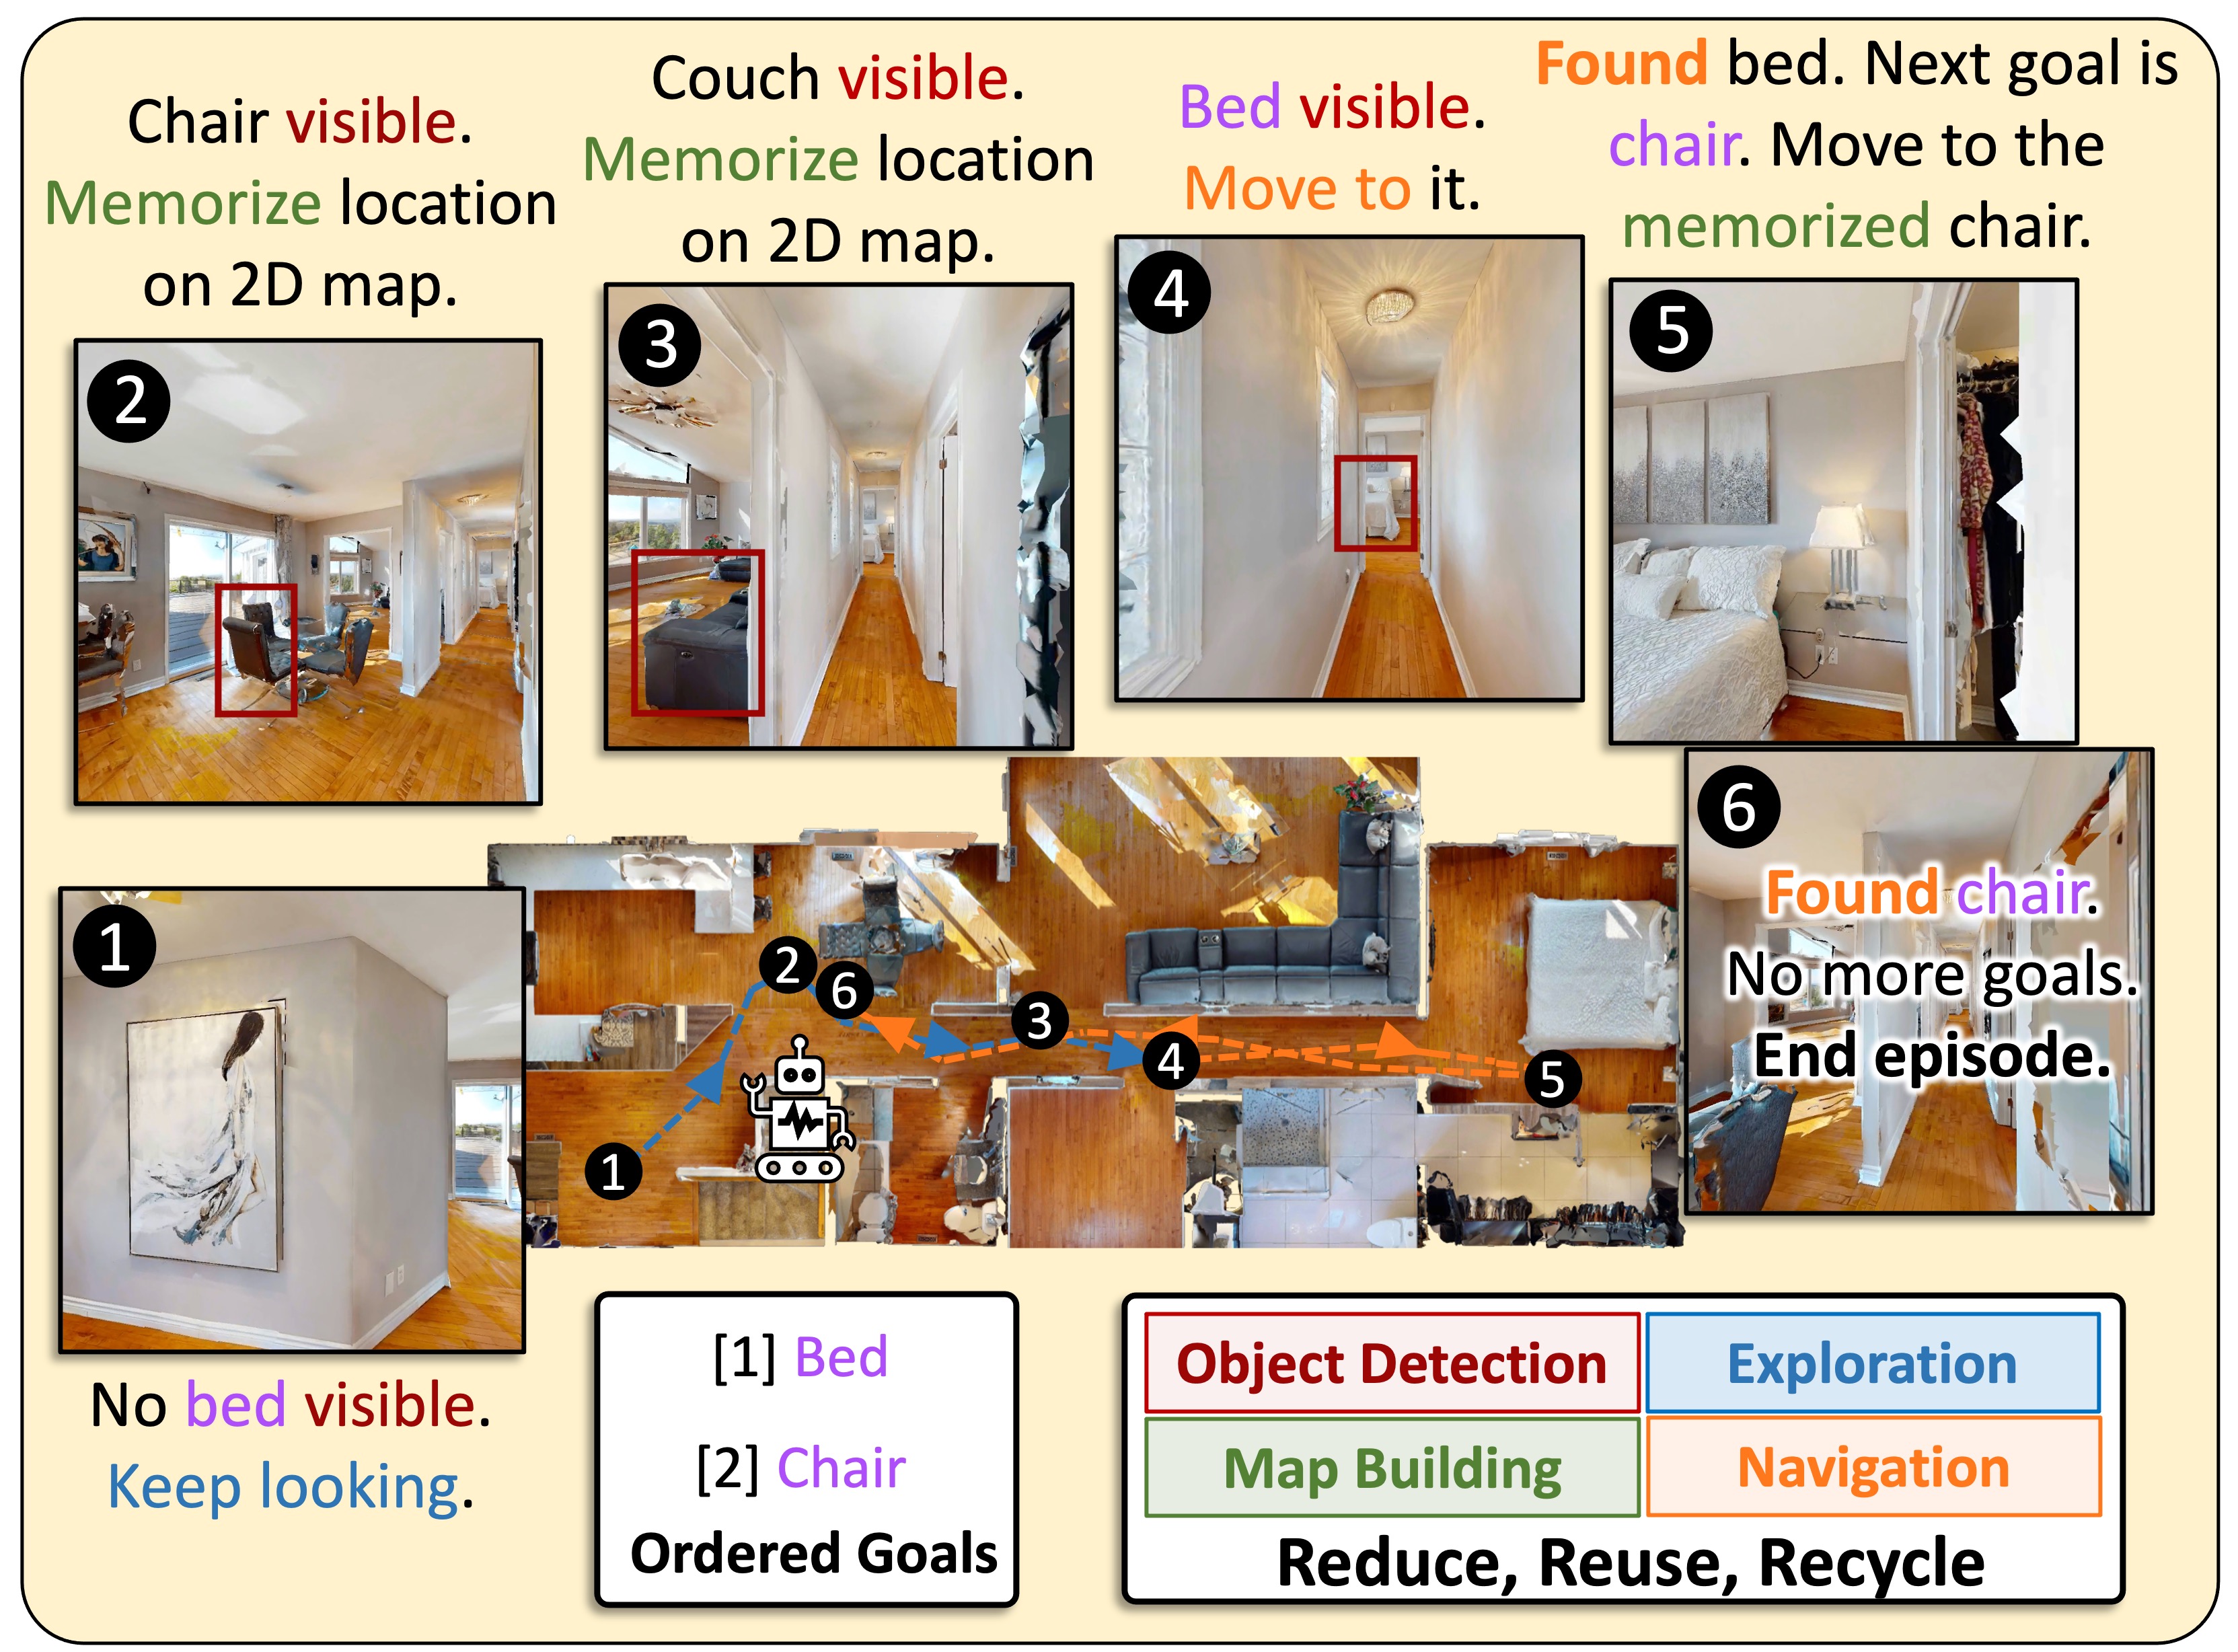 Chair visible.
Memorize location
on 2D map.
2
Couch visible.
Memorize location
on 2D map.
3
Bed visible.
Move to it.
4
Found bed. Next goal is
chair. Move to the
memorized chair.
5
6
Found chair.
No more goals.
End episode.
1
No bed visible.
Keep looking.
1
2
6
3
4
5
[1] Bed
[2] Chair
Ordered Goals
Object Detection
Exploration
Map Building
Navigation
Reduce, Reuse, Recycle